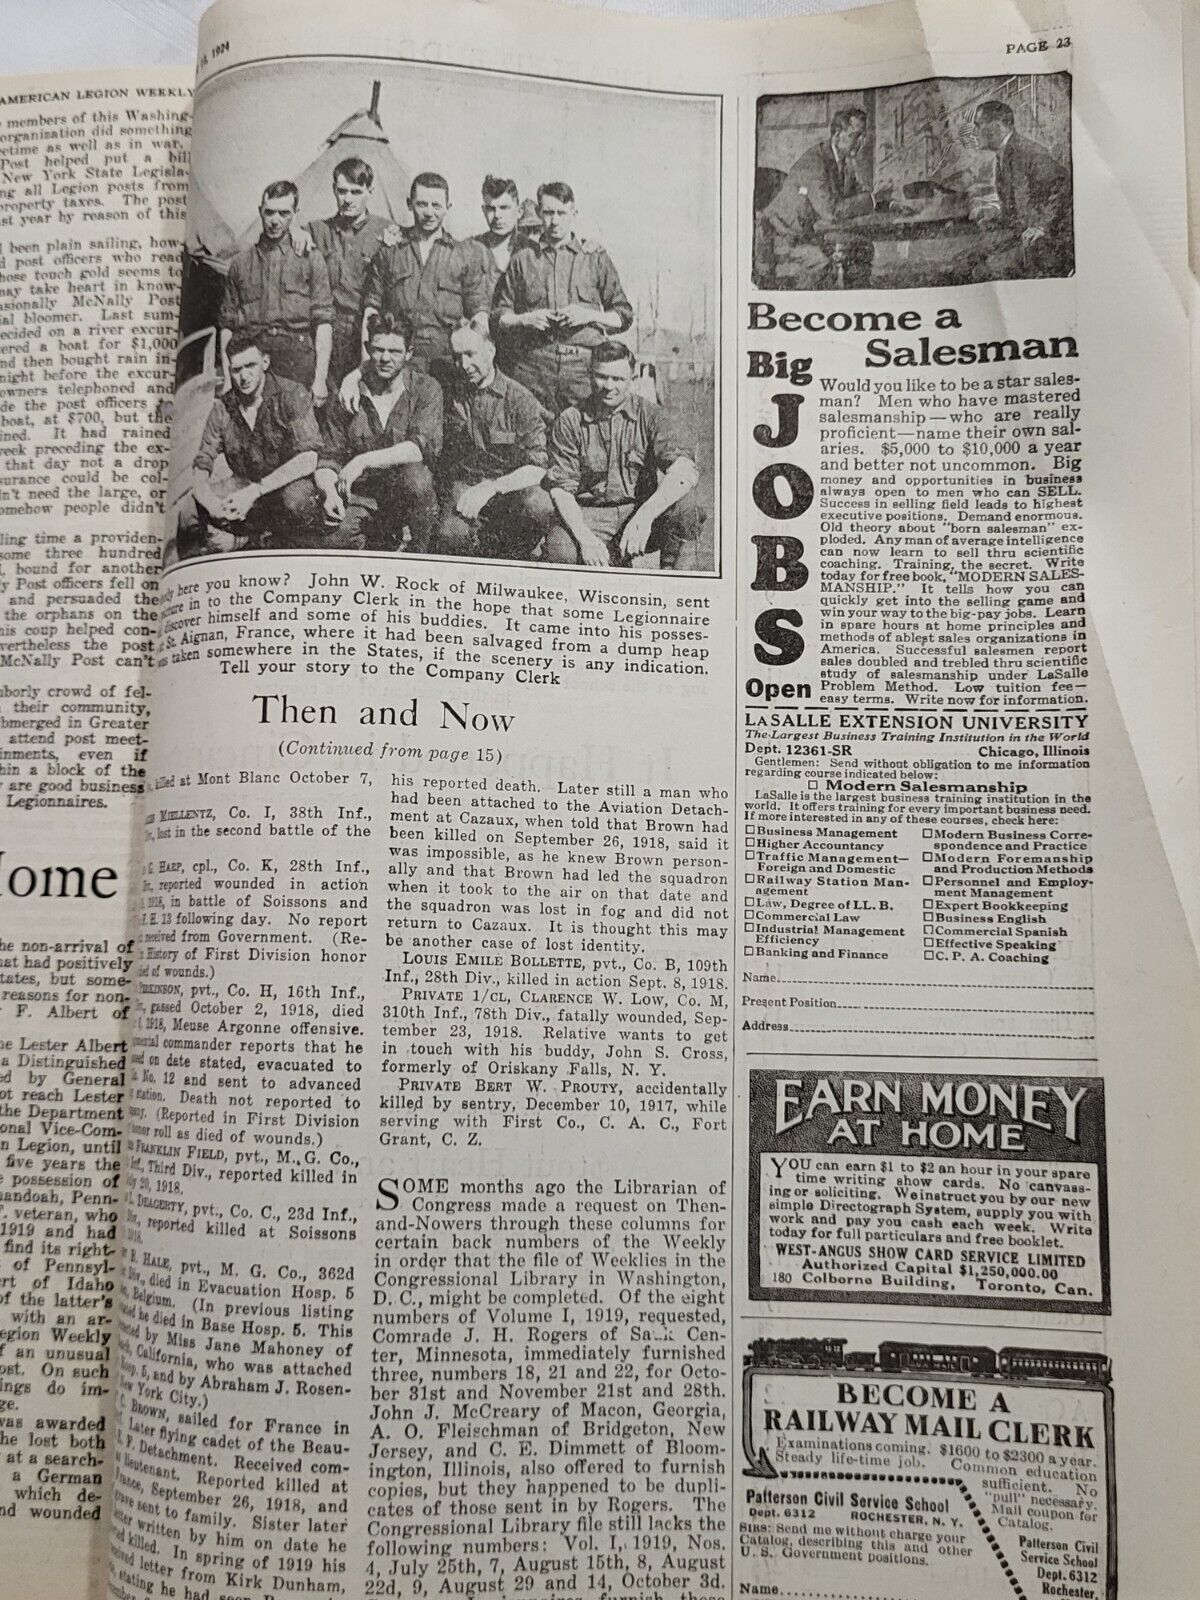 AMERICAN LEGION WEEKLY
members of this Washing-
organization did something
etime as well as in war.
Post helped put a bill
New York State Legisla-
ng all Legion posts from
property taxes. The post
st year by reason of this
been plain sailing, how-
d post officers who read
hose touch gold seems to
may take heart in know-
asionally McNally Post
ial bloomer. Last sum-
ecided on a river excur-
ered a boat for $1,000
nd then bought rain in-
night before the excur-
owners telephoned and
de the post officers to
boat, at $700, but the
ined. It had rained
week preceding the ex-
that day not a drop
surance could be col-
n't need the large, or
omehow people didn't
ling time a providen-
some three hundred
, bound for another
y Post officers fell on
and persuaded the
the orphans on the
his coup helped con-
vertheless the post
McNally Post can't
hborly crowd of fel-
their community,
bmerged in Greater
attend post meet-
inments, even if
hin a block of the
y are good business
Legionnaires.
ome
he non-arrival of
hat had positively
tates, but some-
reasons for non-
F. Albert of
he Lester Albert
a Distinguished
ed by General
ot reach Lester
the Department
onal Vice-Com-
n Legion, until
five years the
e possession of
nandoah, Penn-
. veteran, who
1919 and had
find its right-
of Pennsyl-
rt of Idaho
of the latter's
with an ar-
egion Weekly
f an unusual
ost. On such
ings do im-
ge.
was awarded
he lost both
at a search-
a German
which de-
nd wounded
1924
PAGE 23
here you know? John W. Rock of Milwaukee, Wisconsin, sent
in to the Company Clerk in the hope that some Legionnaire
discover himself and some of his buddies. It came into his posses-
St. Aignan, France, where it had been salvaged from a dump heap
taken somewhere in the States, if the scenery is any indication.
Tell your story to the Company Clerk
Then and Now
(Continued from page 15)
killed at Mont Blanc October 7,
MIELLENTZ, Co. I, 38th Inf.,
lost in the second battle of the
HARP, cpl., Co. K, 28th Inf.,
reported wounded in action
1918, in battle of Soissons and
H. 13 following day. No report
received from Government. (Re-
History of First Division honor
died of wounds.)
pvt., Co. H, 16th Inf.,
gassed October 2, 1918, died
1918, Meuse Argonne offensive.
commander reports that he
on date stated, evacuated to
No. 12 and sent to advanced
station. Death not reported to
(Reported in First Division
honor roll as died of wounds.)
FRANKLIN FIELD, pvt., M. G. Co.,
Inf., Third Div., reported killed in
20, 1918.
DEAGERTY, pvt., Co. C., 23d Inf.,
Div., reported killed at Soissons
HALE, pvt., M. G. Co., 362d
died in Evacuation Hosp. 5
Belgium. (In previous listing
he died in Base Hosp. 5. This
by Miss Jane Mahoney of
California, who was attached
Hosp. 5, and by Abraham J. Rosen-
New York City.)
BROWN, sailed for France in
Later flying cadet of the Beau-
Detachment. Received com-
lieutenant. Reported killed at
September 26, 1918, and
sent to family. Sister later
written by him on date he
killed. In spring of 1919 his
letter from Kirk Dunham,
stating he had seen
his reported death. Later still a man who
had been attached to the Aviation Detach-
ment at Cazaux, when told that Brown had
been killed on September 26, 1918, said it
was impossible, as he knew Brown person-
ally and that Brown had led the squadron
when it took to the air on that date and
the squadron was lost in fog and did not
return to Cazaux. It is thought this may
be another case of lost identity.
LOUIS EMILE BOLLETTE, pvt., Co. B, 109th
Inf., 28th Div., killed in action Sept. 8, 1918.
PRIVATE 1/CL, CLARENCE W. LOW, Co. M,
310th Inf., 78th Div., fatally wounded, Sep-
tember 23, 1918. Relative wants to get
in touch with his buddy, John S. Cross,
formerly of Oriskany Falls, N. Y.
PRIVATE BERT W. PROUTY, accidentally
killed by sentry, December 10, 1917, while
serving with First Co., C. A. C., Fort
Grant, C. Z.
SOME months ago the Librarian of
Congress made a request on Then-
and-Nowers through these columns for
certain back numbers of the Weekly
in order that the file of Weeklies in the
Congressional Library in Washington,
D. C., might be completed. Of the eight
numbers of Volume I, 1919, requested,
Comrade J. H. Rogers of Sauk Cen-
ter, Minnesota, immediately furnished
three, numbers 18, 21 and 22, for Octo-
ber 31st and November 21st and 28th.
John J. McCreary of Macon, Georgia,
A. O. Fleischman of Bridgeton, New
Jersey, and C. E. Dimmett of Bloom-
ington, Illinois, also offered to furnish
copies, but they happened to be dupli-
cates of those sent in by Rogers. The
Congressional Library file still lacks the
following numbers: Vol. I, 1919, Nos.
4, July 25th, 7, August 15th, 8, August
22d, 9, August 29 and 14, October 3d.
Become a
Salesman
Big
JOBS
Open
Would you like to be a star sales-
man? Men who have mastered
salesmanship—who are really
proficient—name their own sal-
aries. $5,000 to $10,000 a year
and better not uncommon. Big
money and opportunities in business
always open to men who can SELL.
Success in selling field leads to highest
executive positions. Demand enormous.
Old theory about "born salesman" ex-
ploded. Any man of average intelligence
can now learn to sell thru scientific
coaching. Training, the secret. Write
today for free book, "MODERN SALES-
MANSHIP." It tells how you can
quickly get into the selling game and
win your way to the big-pay jobs. Learn
in spare hours at home principles and
methods of ablest sales organizations in
America. Successful salesmen report
sales doubled and trebled thru scientific
study of salesmanship under LaSalle
Problem Method. Low tuition fee—
easy terms. Write now for information.
LASALLE EXTENSION UNIVERSITY
The Largest Business Training Institution in the World
Dept. 12361-SR Chicago, Illinois
Gentlemen: Send without obligation to me information
regarding course indicated below:
☐ Modern Salesmanship
LaSalle is the largest business training institution in the
world. It offers training for every important business need.
If more interested in any of these courses, check here:
☐ Business Management
☐ Higher Accountancy
☐ Traffic Management—
Foreign and Domestic
☐ Railway Station Man-
agement
☐ Law, Degree of LL. B.
☐ Commercial Law
☐ Industrial Management
Efficiency
☐ Banking and Finance
☐ Modern Business Corre-
spondence and Practice
☐ Modern Foremanship
and Production Methods
☐ Personnel and Employ-
ment Management
☐ Expert Bookkeeping
☐ Business English
☐ Commercial Spanish
☐ Effective Speaking
☐ C. P. A. Coaching
Name
Present Position
Address
EARN MONEY
AT HOME
YOU can earn $1 to $2 an hour in your spare
time writing show cards. No canvass-
ing or soliciting. We instruct you by our new
simple Directograph System, supply you with
work and pay you cash each week. Write
today for full particulars and free booklet.
WEST-ANGUS SHOW CARD SERVICE LIMITED
Authorized Capital $1,250,000.00
180 Colborne Building, Toronto, Can.
BECOME A
RAILWAY MAIL CLERK
Examinations coming. $1600 to $2300 a year.
Steady life-time job. Common education
sufficient. No
"pull" necessary.
Mail coupon for
Catalog.
Patterson Civil Service School
Dept. 6312 ROCHESTER, N. Y.
SIRS: Send me without charge your
Catalog, describing this and other
U. S. Government positions.
Name
Patterson Civil
Service School
Dept. 6312
Rochester,